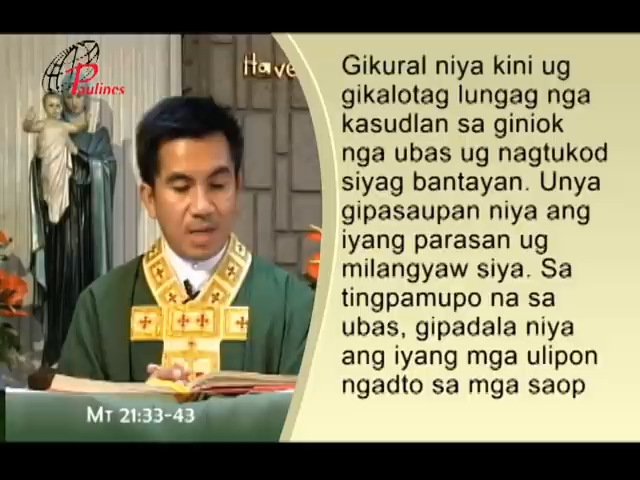 Paulines
Have
Gikural niya kini ug
gikalotag lungag nga
kasudlan sa giniok
nga ubas ug nagtukod
siyag bantayan. Unya
gipasaupan niya ang
iyang parasan ug
milangyaw siya. Sa
tingpamupo na sa
ubas, gipadala niya
ang iyang mga ulipon
ngadto sa mga saop
MT 21:33-43